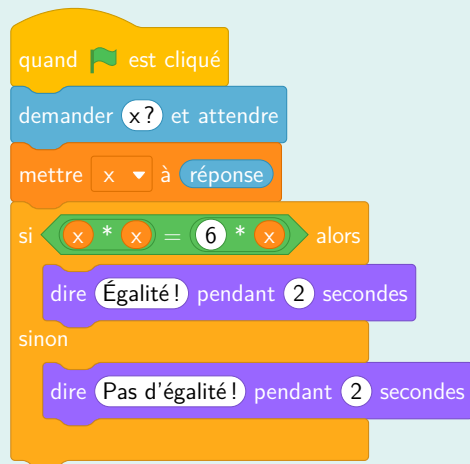 quand est cliqué
demander x ? et attendre
mettre x à réponse
si x * x = 6 * x alors
dire Égalité ! pendant 2 secondes
sinon
dire Pas d'égalité ! pendant 2 secondes